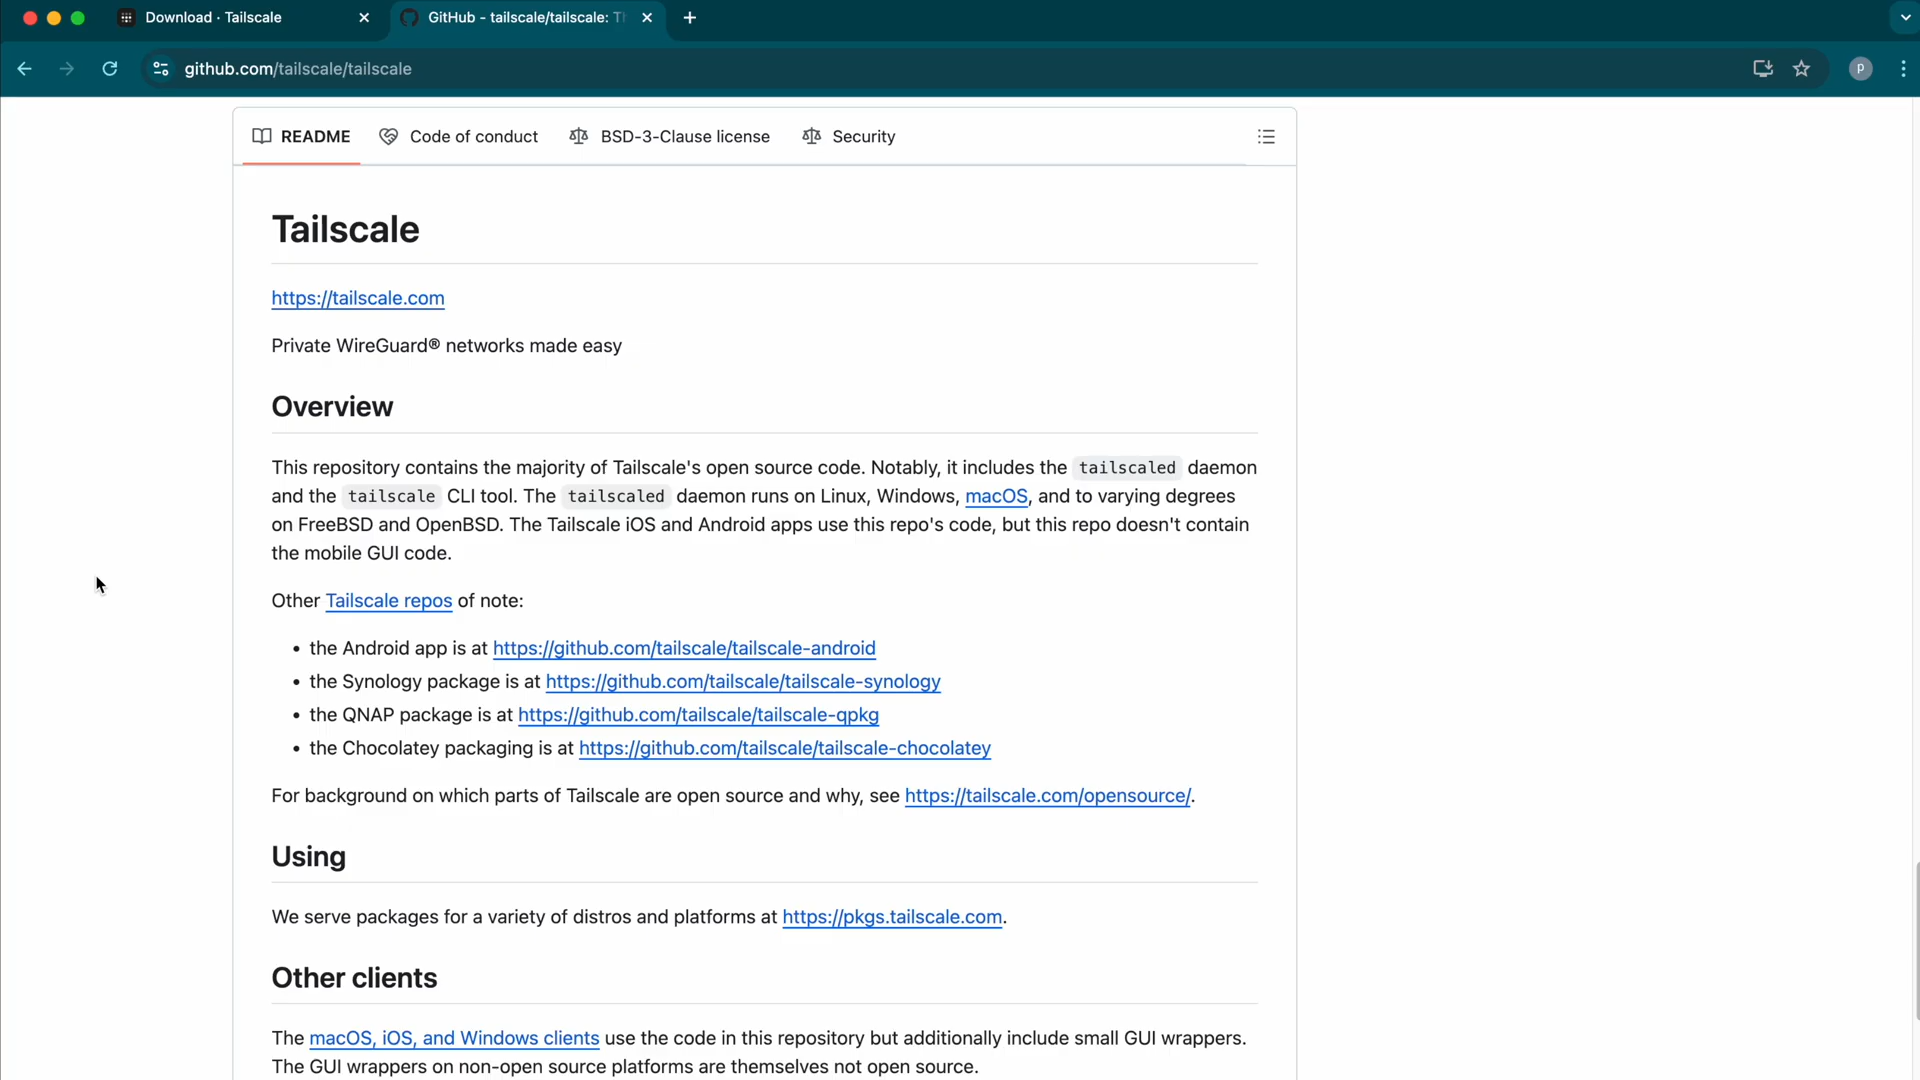 Download · Tailscale
GitHub - tailscale/tailscale: Th
github.com/tailscale/tailscale
P
README
Code of conduct
BSD-3-Clause license
Security
Tailscale
https://tailscale.com
Private WireGuard® networks made easy
Overview
This repository contains the majority of Tailscale's open source code. Notably, it includes the tailscaled daemon
and the tailscale CLI tool. The tailscaled daemon runs on Linux, Windows, macOS, and to varying degrees
on FreeBSD and OpenBSD. The Tailscale iOS and Android apps use this repo's code, but this repo doesn't contain
the mobile GUI code.
Other Tailscale repos of note:
• the Android app is at https://github.com/tailscale/tailscale-android
• the Synology package is at https://github.com/tailscale/tailscale-synology
• the QNAP package is at https://github.com/tailscale/tailscale-qpkg
• the Chocolatey packaging is at https://github.com/tailscale/tailscale-chocolatey
For background on which parts of Tailscale are open source and why, see https://tailscale.com/opensource/.
Using
We serve packages for a variety of distros and platforms at https://pkgs.tailscale.com.
Other clients
The macOS, iOS, and Windows clients use the code in this repository but additionally include small GUI wrappers.
The GUI wrappers on non-open source platforms are themselves not open source.